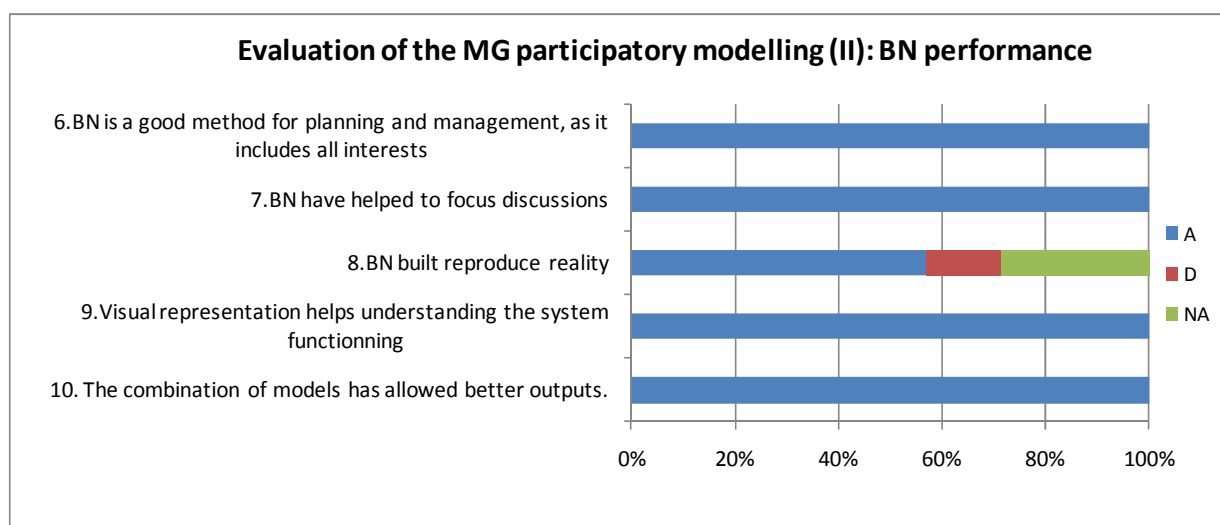 Evaluation of the MG participatory modelling (II): BN performance
6.BN is a good method for planning and management, as it
includes all interests
7.BN have helped to focus discussions
8.BN built reproduce reality
9.Visual representation helps understanding the system
functionning
10. The combination of models has allowed better outputs.
A
D
NA
0% 20% 40% 60% 80% 100%